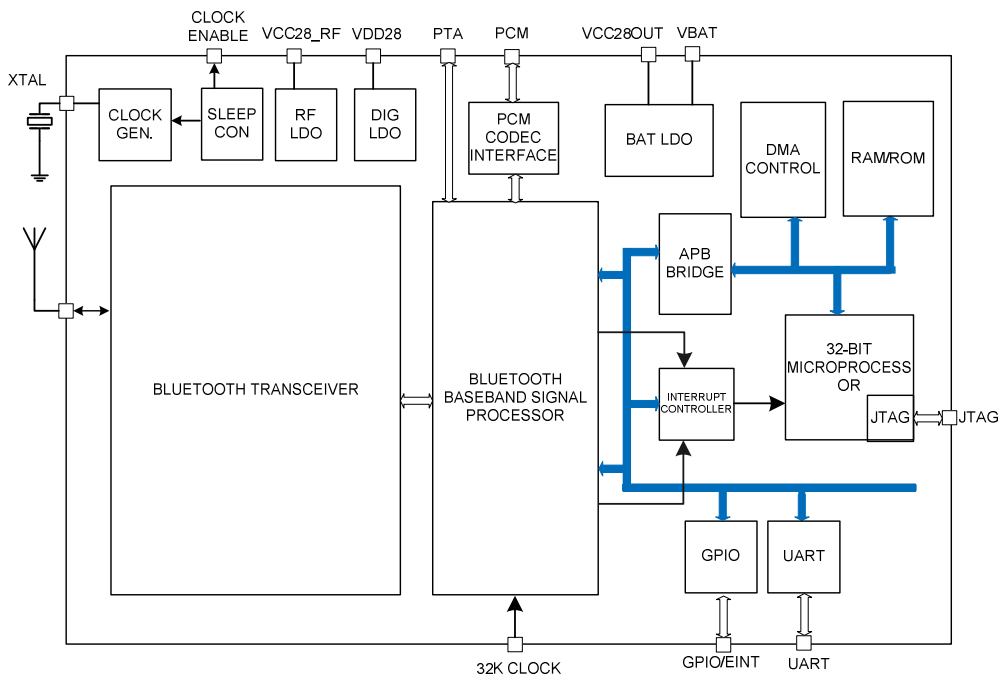 CLOCK
ENABLE
VCC28_RF
VDD28
PTA
PCM
VCC28OUT
VBAT
XTAL
CLOCK
GEN.
SLEEP
CON
RF
LDO
DIG
LDO
PCM
CODEC
INTERFACE
BAT LDO
DMA
CONTROL
RAM/ROM
APB
BRIDGE
BLUETOOTH TRANSCEIVER
BLUETOOTH
BASEBAND SIGNAL
PROCESSOR
INTERRUPT
CONTROLLER
32-BIT
MICROPROCESS
OR
JTAG
JTAG
GPIO
UART
32K CLOCK
GPIO/EINT
UART